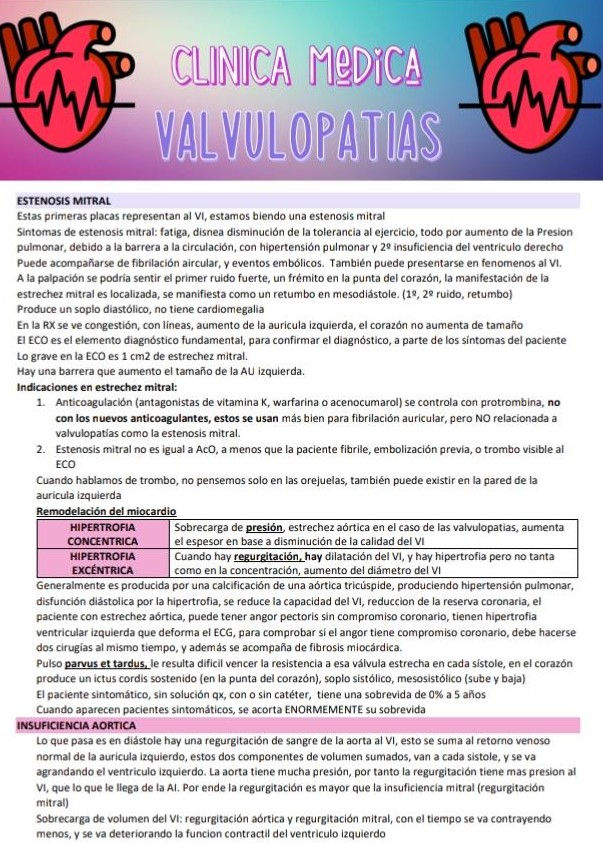 CLINICA MEDICA
VALVULOPATIAS
ESTENOSIS MITRAL
Estas primeras placas representan al VI, estamos biendo una estenosis mitral
Sintomas de estenosis mitral: fatiga, disnea disminución de la tolerancia al ejercicio, todo por aumento de la Presion
pulmonar, debido a la barrera a la circulación, con hipertensión pulmonar y 2º insuficiencia del ventriculo derecho
Puede acompañarse de fibrilación aircular, y eventos embólicos. También puede presentarse en fenomenos al VI.
A la palpación se podría sentir el primer ruido fuerte, un frémito en la punta del corazón, la manifestación de la
estrechez mitral es localizada, se manifiesta como un retumbo en mesodiástole. (1º, 2º ruido, retumbo)
Produce un soplo diastólico, no tiene cardiomegalia
En la RX se ve congestión, con líneas, aumento de la auricula izquierda, el corazón no aumenta de tamaño
El ECO es el elemento diagnóstico fundamental, para confirmar el diagnóstico, a parte de los síntomas del paciente
Lo grave en la ECO es 1 cm2 de estrechez mitral.
Hay una barrera que aumento el tamaño de la AU izquierda.
Indicaciones en estrechez mitral:
1. Anticoagulación (antagonistas de vitamina K, warfarina o acenocumarol) se controla con protrombina, no
con los nuevos anticoagulantes, estos se usan más bien para fibrilación auricular, pero NO relacionada a
valvulopatías como la estenosis mitral.
2. Estenosis mitral no es igual a AcO, a menos que la paciente fibrile, embolización previa, o trombo visible al
ECO
Cuando hablamos de trombo, no pensemos solo en las orejuelas, también puede existir en la pared de la
auricula izquierda
Remodelación del miocardio
HIPERTROFIA CONCENTRICA
Sobrecarga de presión, estrechez aórtica en el caso de las valvulopatias, aumenta
el espesor en base a disminución de la calidad del VI
HIPERTROFIA EXCÉNTRICA
Cuando hay regurgitación, hay dilatación del VI, y hay hipertrofia pero no tanta
como en la concentración, aumento del diámetro del VI
Generalmente es producida por una calcificación de una aórtica tricúspide, produciendo hipertensión pulmonar,
disfunción diástolica por la hipertrofia, se reduce la capacidad del VI, reduccion de la reserva coronaria, el
paciente con estrechez aórtica, puede tener angor pectoris sin compromiso coronario, tienen hipertrofia
ventricular izquierda que deforma el ECG, para comprobar si el angor tiene compromiso coronario, debe hacerse
dos cirugías al mismo tiempo, y además se acompaña de fibrosis miocárdica.
Pulso parvus et tardus, le resulta dificil vencer la resistencia a esa válvula estrecha en cada sístole, en el corazón
produce un ictus cordis sostenido (en la punta del corazón), soplo sistólico, mesosistólico (sube y baja)
El paciente sintomático, sin solución qx, con o sin catéter, tiene una sobrevida de 0% a 5 años
Cuando aparecen pacientes sintomáticos, se acorta ENORMEMENTE su sobrevida
INSUFICIENCIA AORTICA
Lo que pasa es en diástole hay una regurgitación de sangre de la aorta al VI, esto se suma al retorno venoso
normal de la auricula izquierdo, estos dos componentes de volumen sumados, van a cada sistole, y se va
agrandando el ventriculo izquierdo. La aorta tiene mucha presión, por tanto la regurgitación tiene mas presion al
VI, que lo que le llega de la AI. Por ende la regurgitación es mayor que la insuficiencia mitral (regurgitación
mitral)
Sobrecarga de volumen del VI: regurgitación aórtica y regurgitación mitral, con el tiempo se va contrayendo
menos, y se va deteriorando la funcion contractil del ventriculo izquierdo